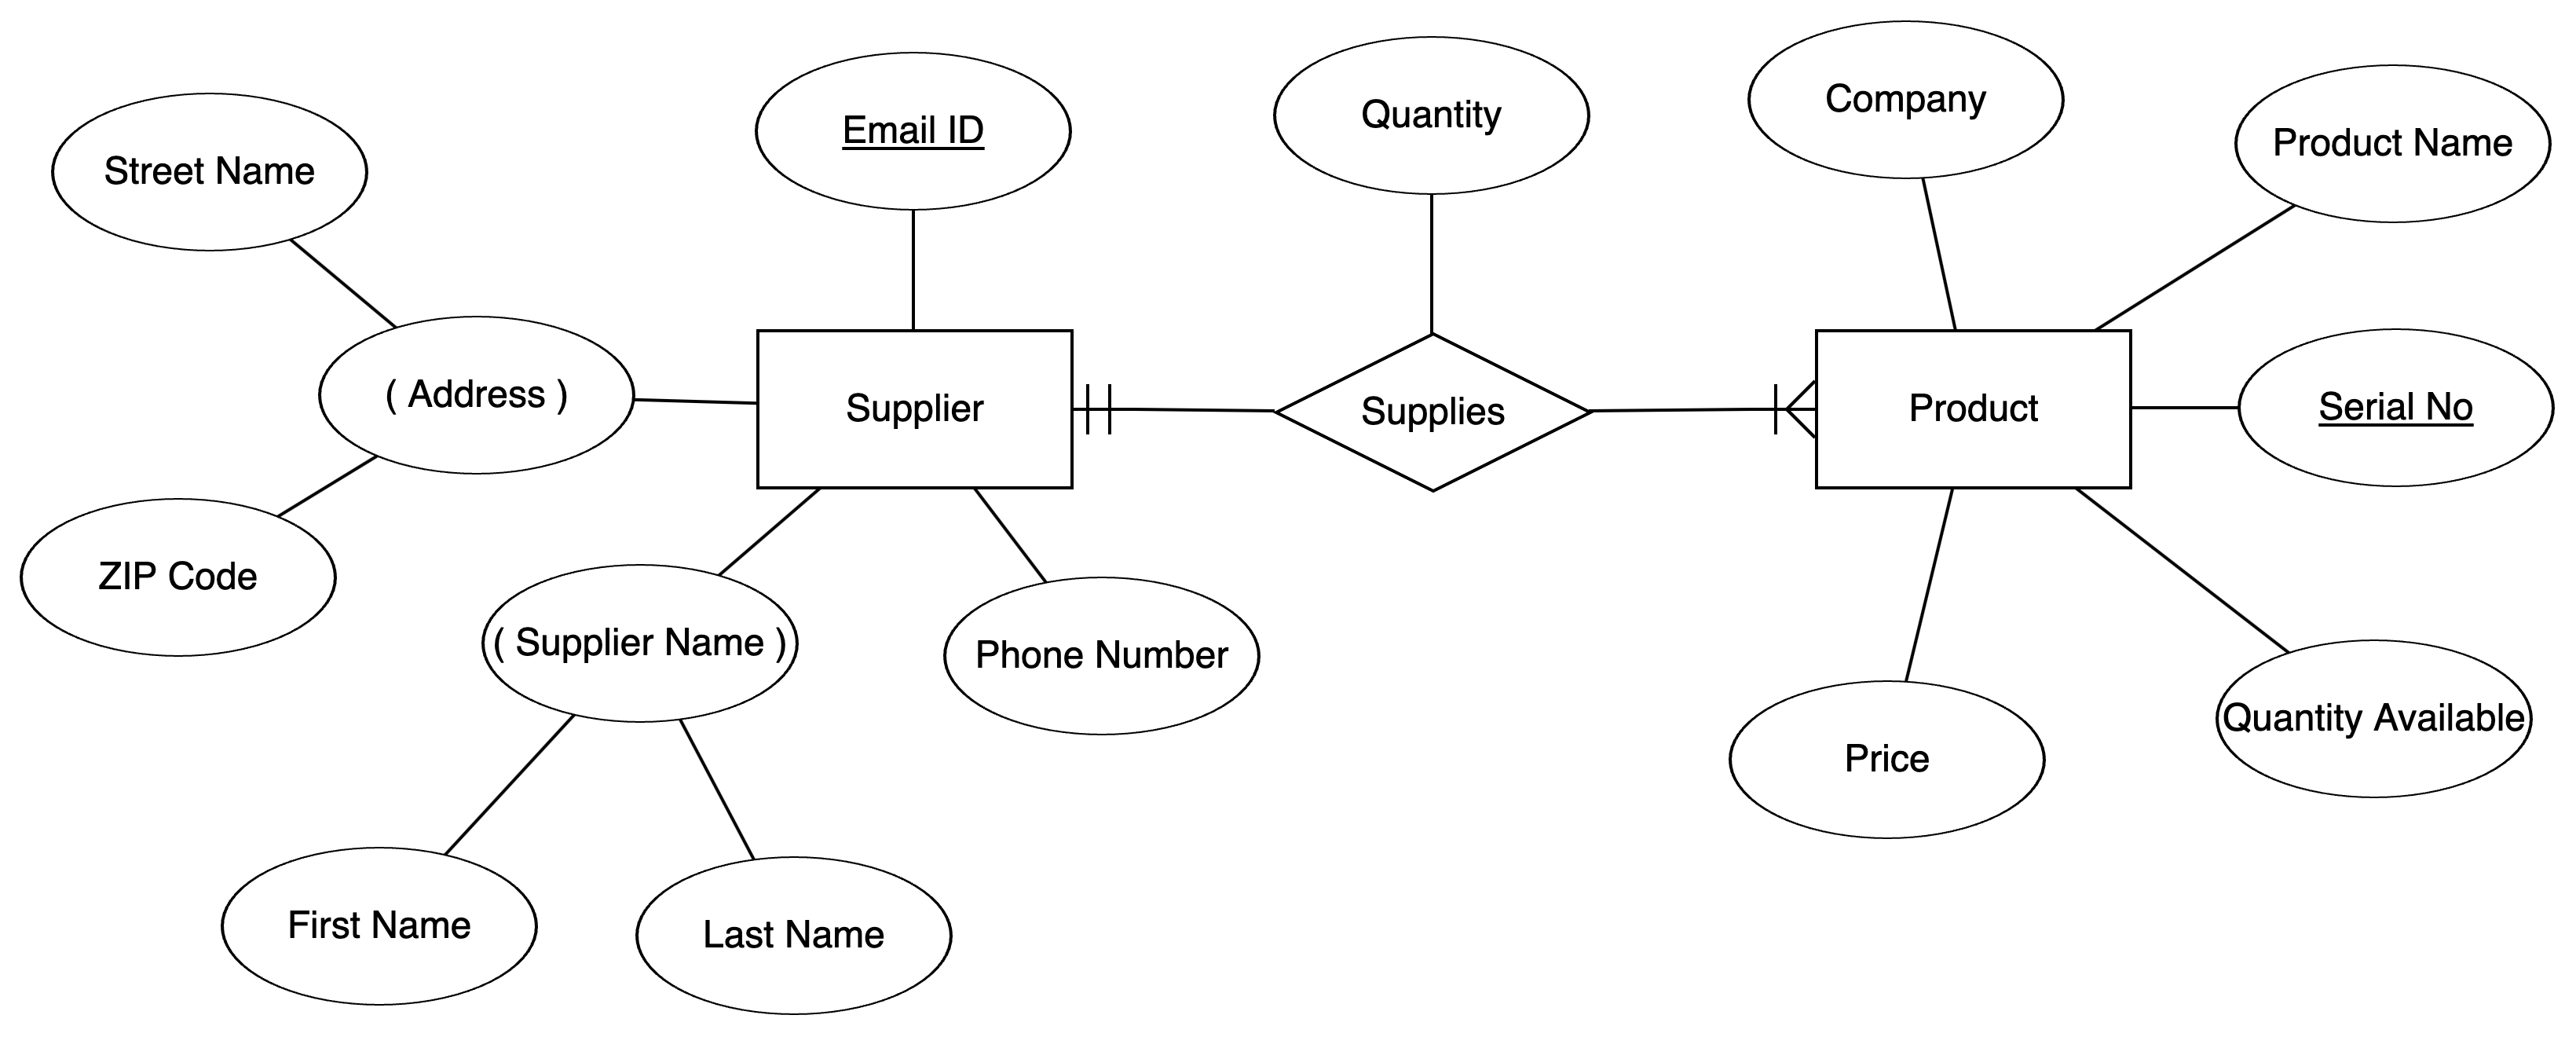 Company
Quantity
Email ID
Product Name
Street Name
( Address )
Supplier
Supplies
Product
Serial No
ZIP Code
( Supplier Name )
Phone Number
Quantity Available
Price
First Name
Last Name